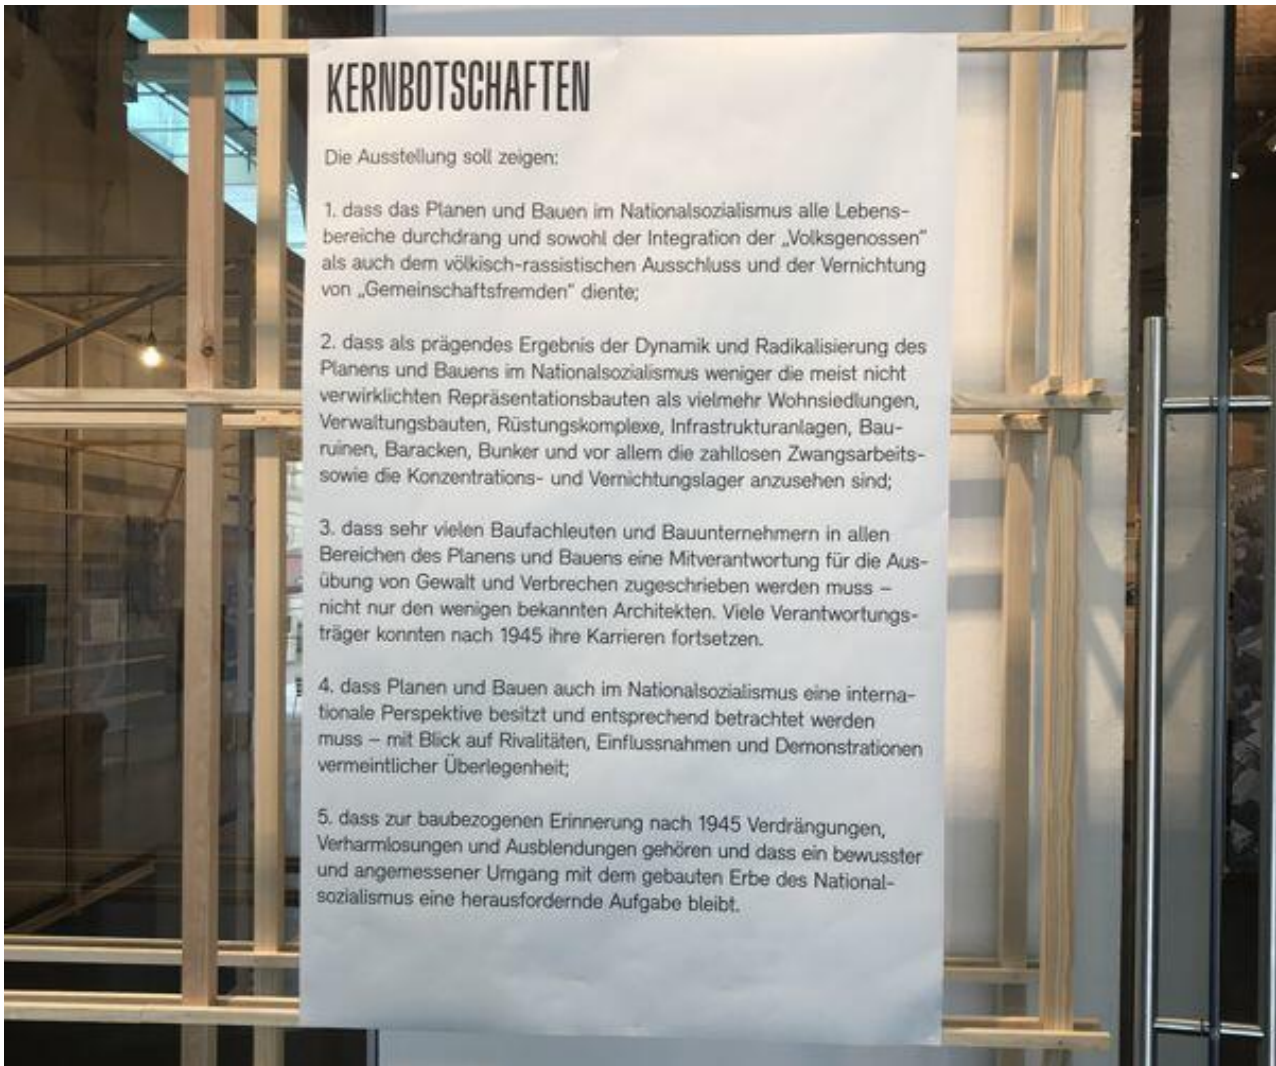 KERNBOTSCHAFTEN
Die Ausstellung soll zeigen:
1. dass das Planen und Bauen im Nationalsozialismus alle Lebens-
bereiche durchdrang und sowohl der Integration der „Volksgenossen"
als auch dem völkisch-rassistischen Ausschluss und der Vernichtung
von „Gemeinschaftsfremden" diente;
2. dass als prägendes Ergebnis der Dynamik und Radikalisierung des
Planens und Bauens im Nationalsozialismus weniger die meist nicht
verwirklichten Repräsentationsbauten als vielmehr Wohnsiedlungen,
Verwaltungsbauten, Rüstungskomplexe, Infrastrukturanlagen, Bau-
ruinen, Baracken, Bunker und vor allem die zahllosen Zwangsarbeits-
sowie die Konzentrations- und Vernichtungslager anzusehen sind;
3. dass sehr vielen Baufachleuten und Bauunternehmern in allen
Bereichen des Planens und Bauens eine Mitverantwortung für die Aus-
übung von Gewalt und Verbrechen zugeschrieben werden muss –
nicht nur den wenigen bekannten Architekten. Viele Verantwortungs-
träger konnten nach 1945 ihre Karrieren fortsetzen.
4. dass Planen und Bauen auch im Nationalsozialismus eine interna-
tionale Perspektive besitzt und entsprechend betrachtet werden
muss – mit Blick auf Rivalitäten, Einflussnahmen und Demonstrationen
vermeintlicher Überlegenheit;
5. dass zur baubezogenen Erinnerung nach 1945 Verdrängungen,
Verharmlosungen und Ausblendungen gehören und dass ein bewusster
und angemessener Umgang mit dem gebauten Erbe des National-
sozialismus eine herausfordernde Aufgabe bleibt.